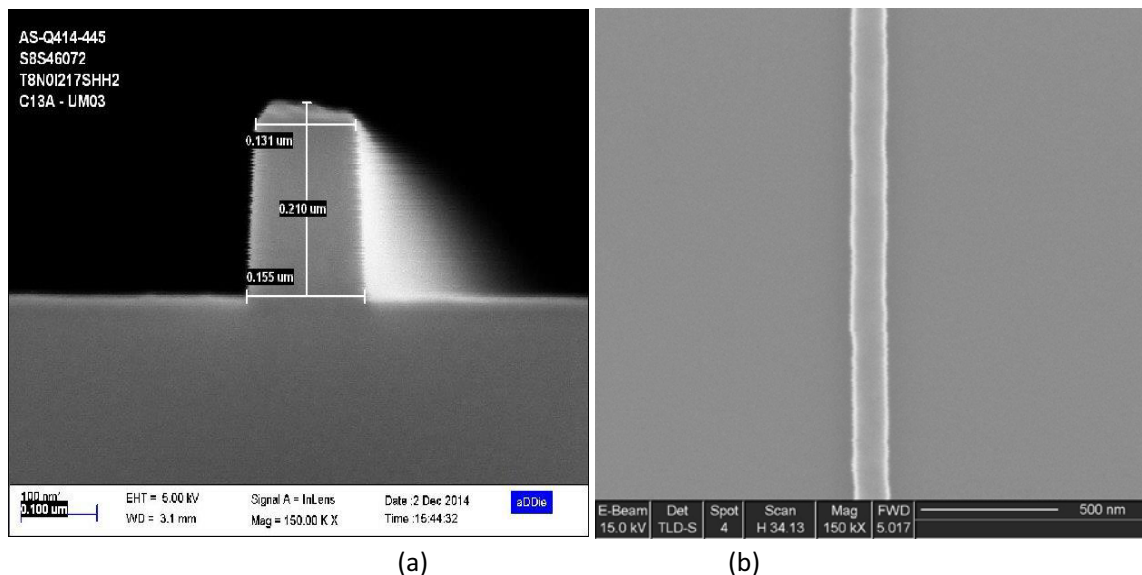 AS-Q414-445
S8S46072
T8N0I217SHH2
C13A - UM03
0.131 um
0.210 um
0.155 um
100 nm
0.100 um
EHT = 5.00 kV
WD = 3.1 mm
Signal A = InLens
Mag = 150.00 K X
Date :2 Dec 2014
Time :15:44:32
aDDie
E-Beam Det Spot Scan Mag FWD 500 nm
15.0 kV TLD-S 4 H 34.13 150 kX 5.017
(a) (b)